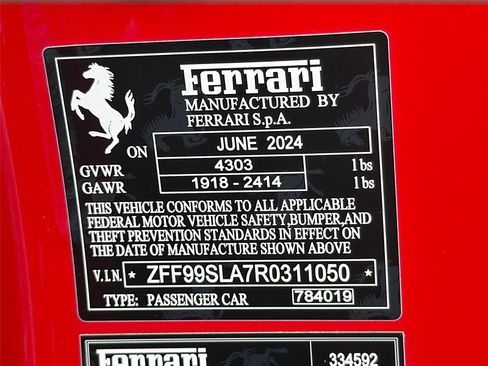 Ferrari
MANUFACTURED BY
FERRARI S.p.A.
ON JUNE 2024
GVWR 4303 lbs
GAWR 1918 - 2414 lbs
THIS VEHICLE CONFORMS TO ALL APPLICABLE
FEDERAL MOTOR VEHICLE SAFETY,BUMPER,AND
THEFT PREVENTION STANDARDS IN EFFECT ON
THE DATE OF MANUFACTURE SHOWN ABOVE
V.I.N. * ZFF99SLA7R0311050 *
TYPE: PASSENGER CAR 784019
Ferrari 334592